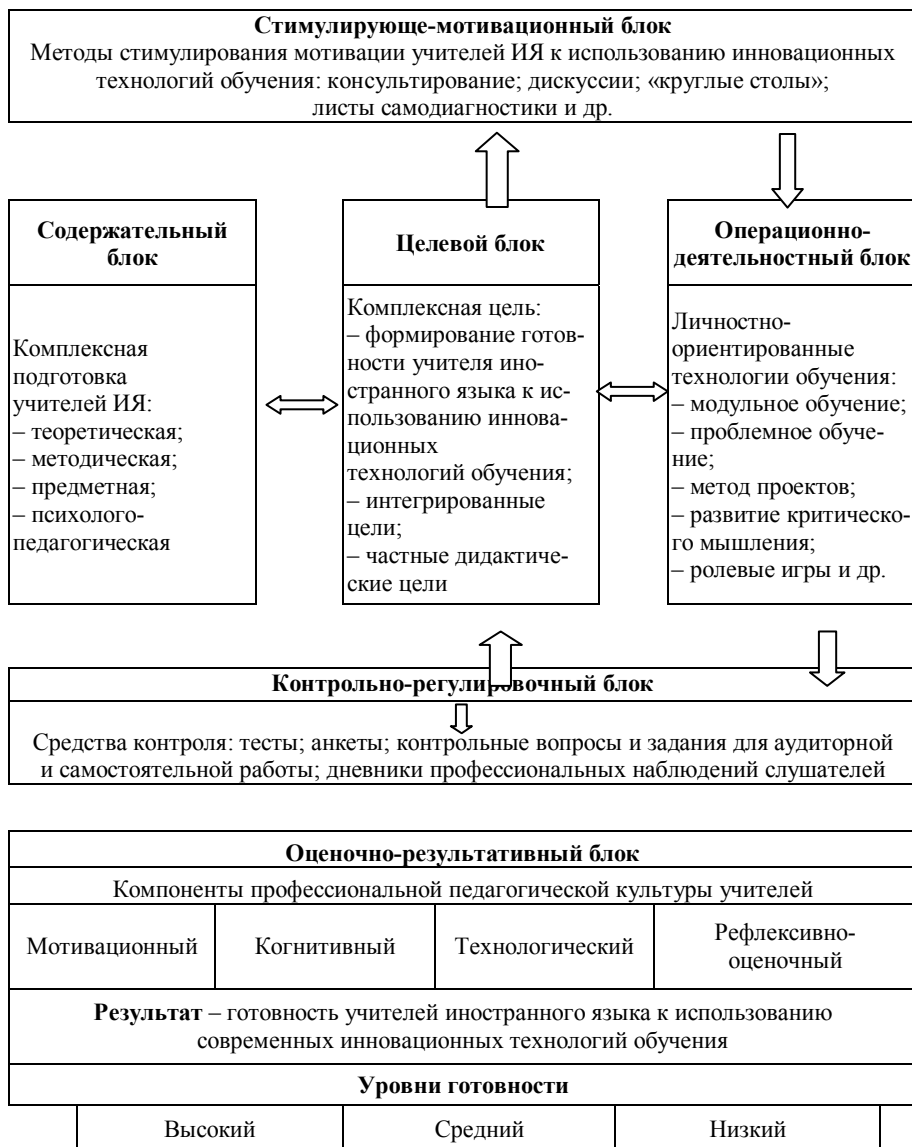 Стимулирующе-мотивационный блок
Методы стимулирования мотивации учителей ИЯ к использованию инновационных
технологий обучения: консультирование; дискуссии; «круглые столы»;
листы самодиагностики и др.
Содержательный
блок
Комплексная
подготовка
учителей ИЯ:
– теоретическая;
– методическая;
– предметная;
– психолого-
педагогическая
Целевой блок
Комплексная цель:
– формирование готов-
ности учителя ино-
странного языка к ис-
пользованию иннова-
ционных
технологий обучения;
– интегрированные
цели;
– частные дидактиче-
ские цели
Операционно-
деятельностный блок
Личностно-
ориентированные
технологии обучения:
– модульное обучение;
– проблемное обуче-
ние;
– метод проектов;
– развитие критическо-
го мышления;
– ролевые игры и др.
Контрольно-регулировочный блок
Средства контроля: тесты; анкеты; контрольные вопросы и задания для аудиторной
и самостоятельной работы; дневники профессиональных наблюдений слушателей
Оценочно-результативный блок
Компоненты профессиональной педагогической культуры учителей
Мотивационный
Когнитивный
Технологический
Рефлексивно-
оценочный
Результат – готовность учителей иностранного языка к использованию
современных инновационных технологий обучения
Уровни готовности
Высокий
Средний
Низкий